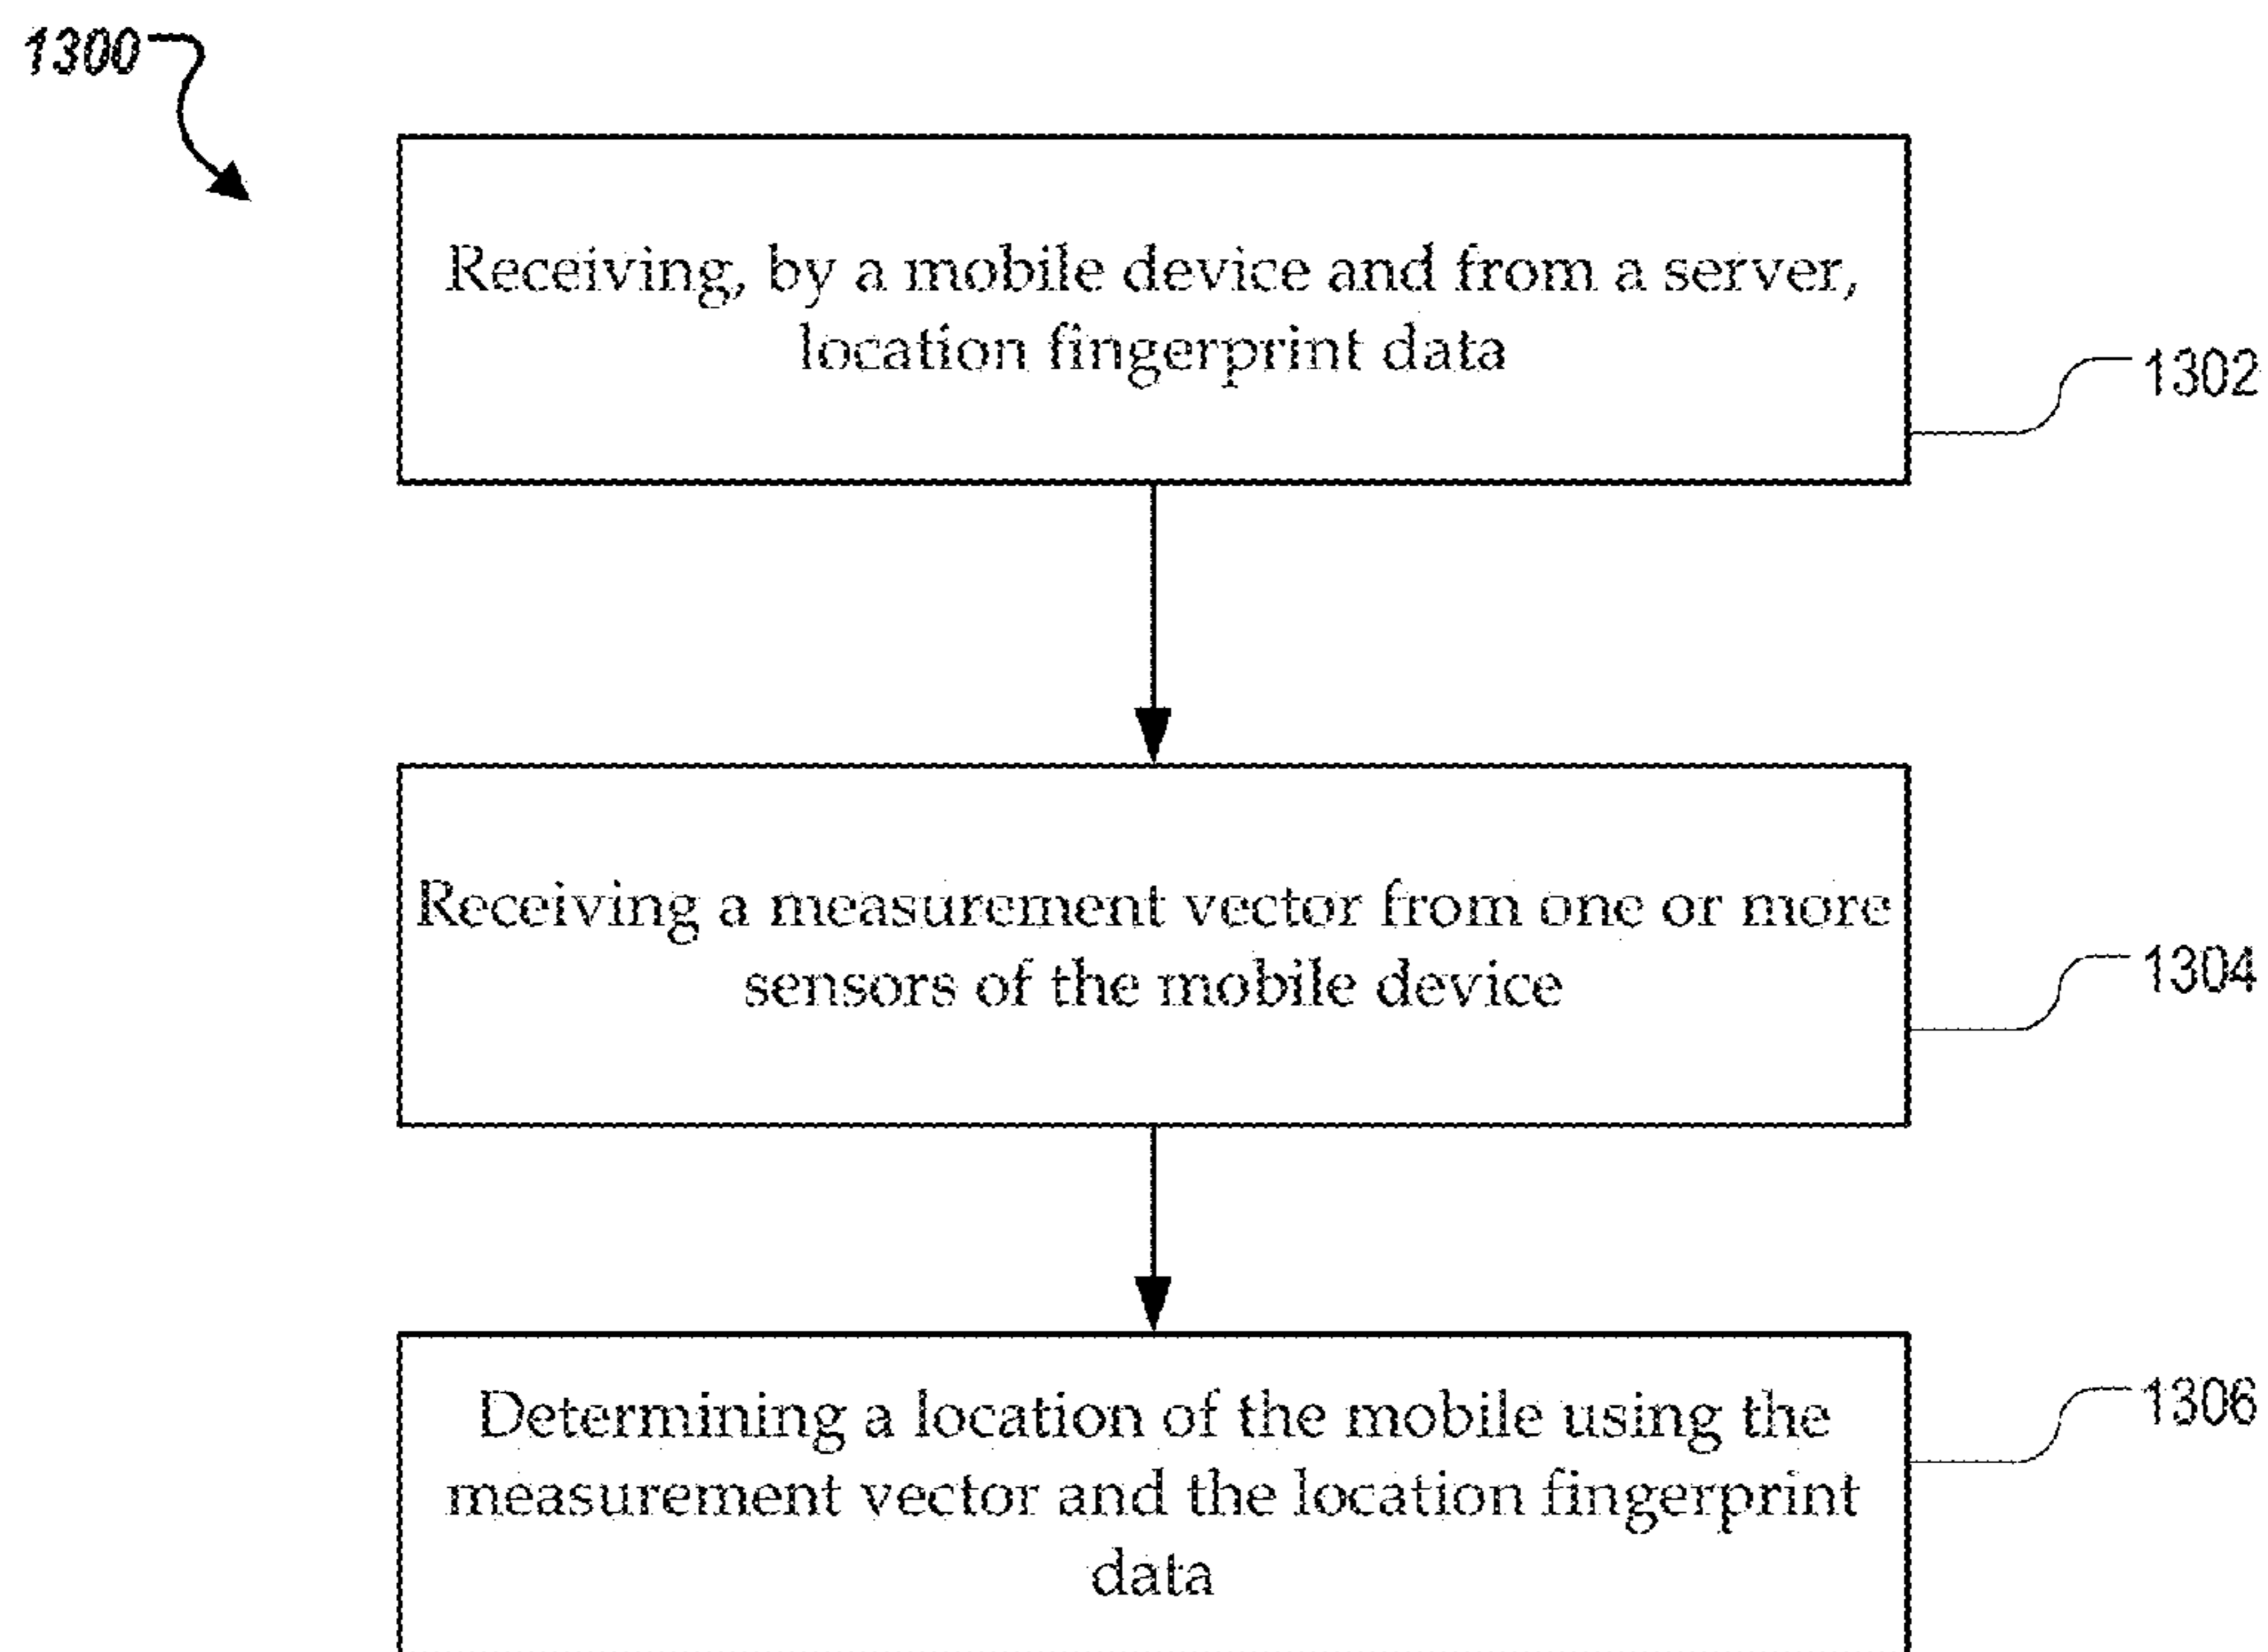 1300
Receiving, by a mobile device and from a server,
location fingerprint data
1302
Receiving a measurement vector from one or more
sensors of the mobile device
1304
Determining a location of the mobile using the
measurement vector and the location fingerprint
data
1306